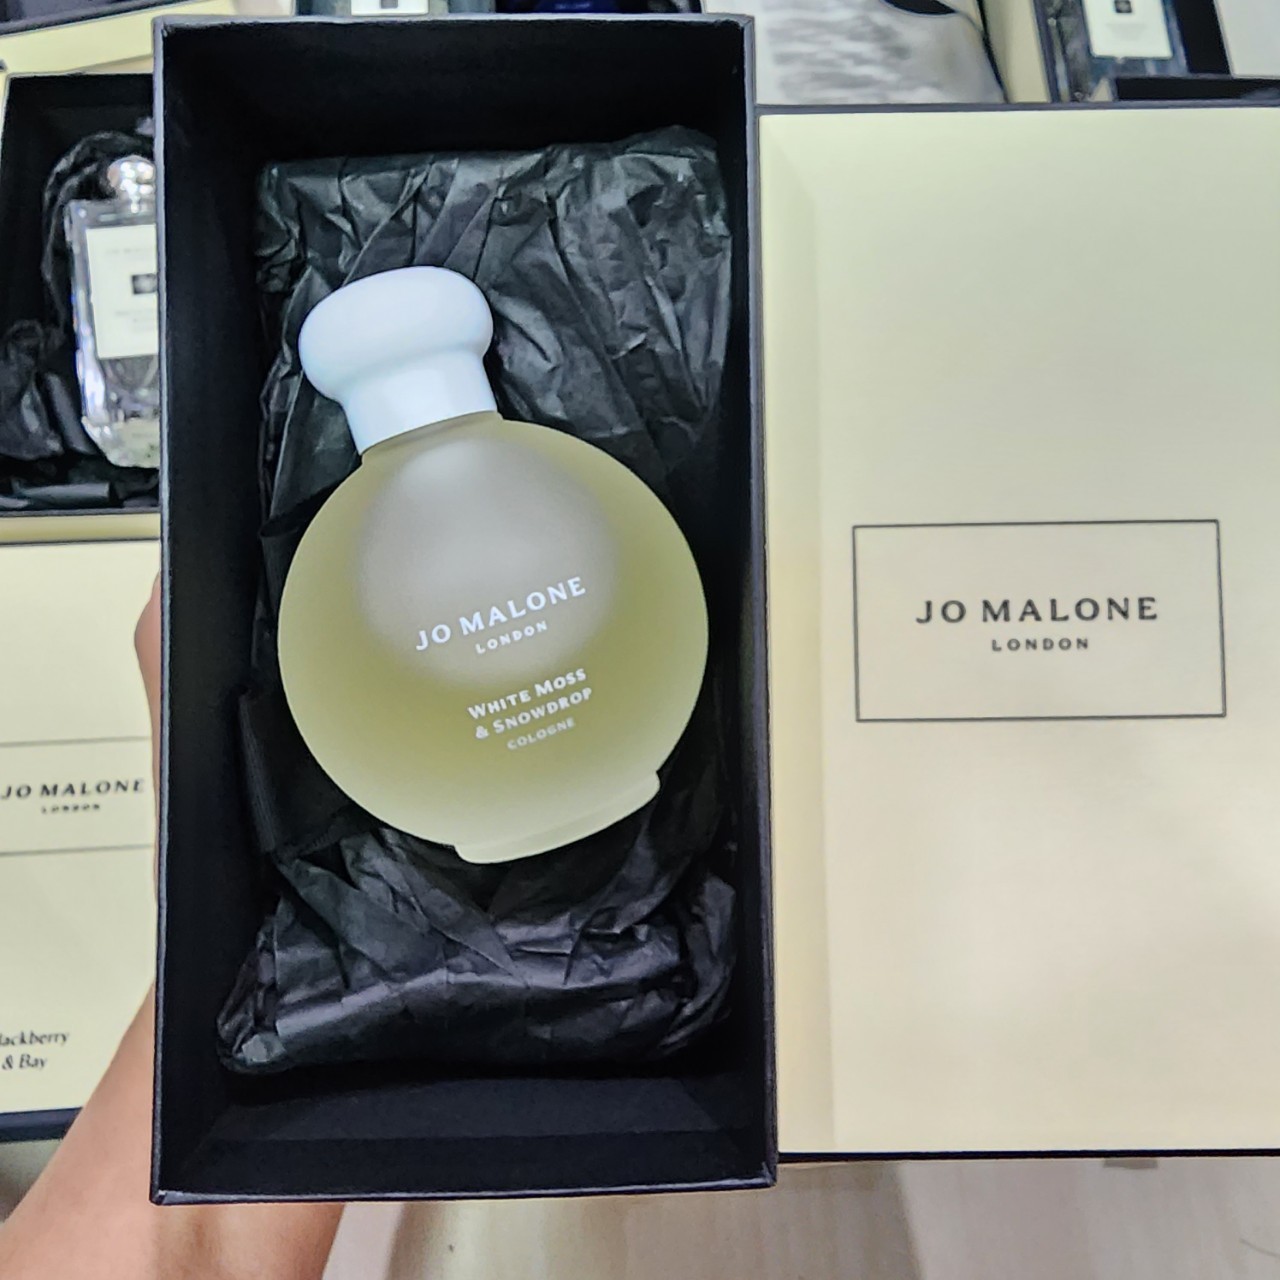 JO MALONE
LONDON
WHITE MOSS
& SNOWDROP
COLOGNE
JO MALONE
LONDON
JO MALONE
LONDON
lackberry
& Bay